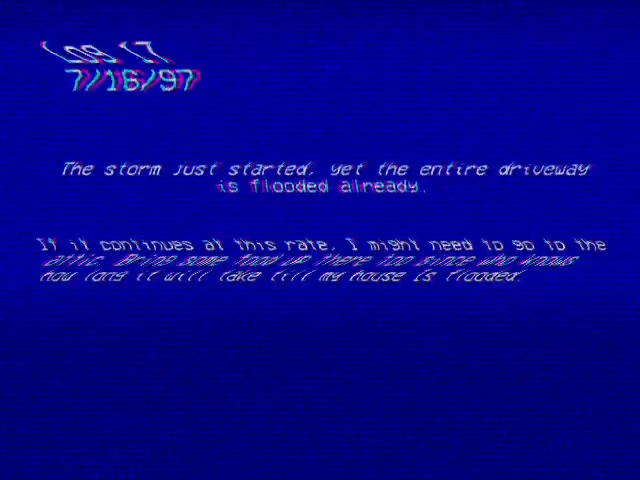 Log 17
7/16/97
The storm just started, yet the entire driveway
is flooded already.
If it continues at this rate, I might need to go to the
attic. Bring some food up there too since who knows
how long it will take till my house is flooded.